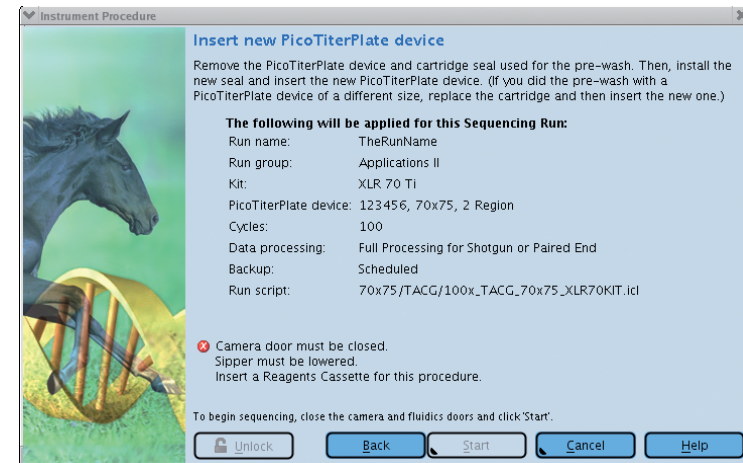 Instrument Procedure
Insert new PicoTiterPlate device
Remove the PicoTiterPlate device and cartridge seal used for the pre-wash. Then, install the
new seal and insert the new PicoTiterPlate device. (If you did the pre-wash with a
PicoTiterPlate device of a different size, replace the cartridge and then insert the new one.)
The following will be applied for this Sequencing Run:
Run name: TheRunName
Run group: Applications II
Kit: XLR 70 Ti
PicoTiterPlate device: 123456, 70x75, 2 Region
Cycles: 100
Data processing: Full Processing for Shotgun or Paired End
Backup: Scheduled
Run script: 70x75/TACG/100x_TACG_70x75_XLR70KIT.icl
Camera door must be closed.
Sipper must be lowered.
Insert a Reagents Cassette for this procedure.
To begin sequencing, close the camera and fluidics doors and click 'Start'.
Unlock Back Start Cancel Help